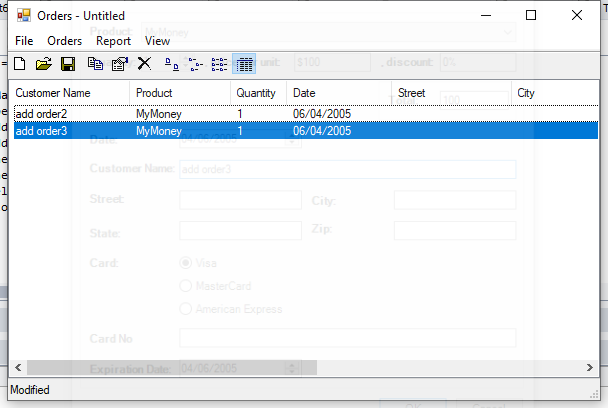 Orders - Untitled
Product: MyMoney
File Orders Report View
unit: $100 discount: 0%
Customer Name Product Quantity Date Street City
100
add order2 MyMoney 1 06/04/2005
add order3 MyMoney 1 06/04/2005
Date: 04/06/2005
Customer Name: add order3
Street: City:
State: Zip:
Card: Visa
MasterCard
American Express
Card No
Expiration Date: 04/06/2005
Modified